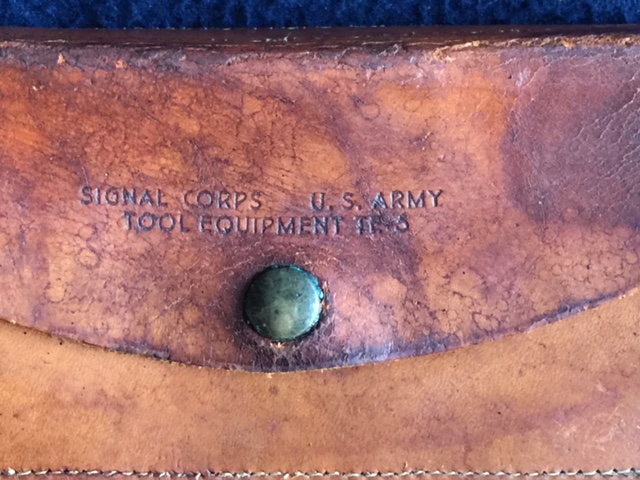 SIGNAL CORPS U.S. ARMY
TOOL EQUIPMENT